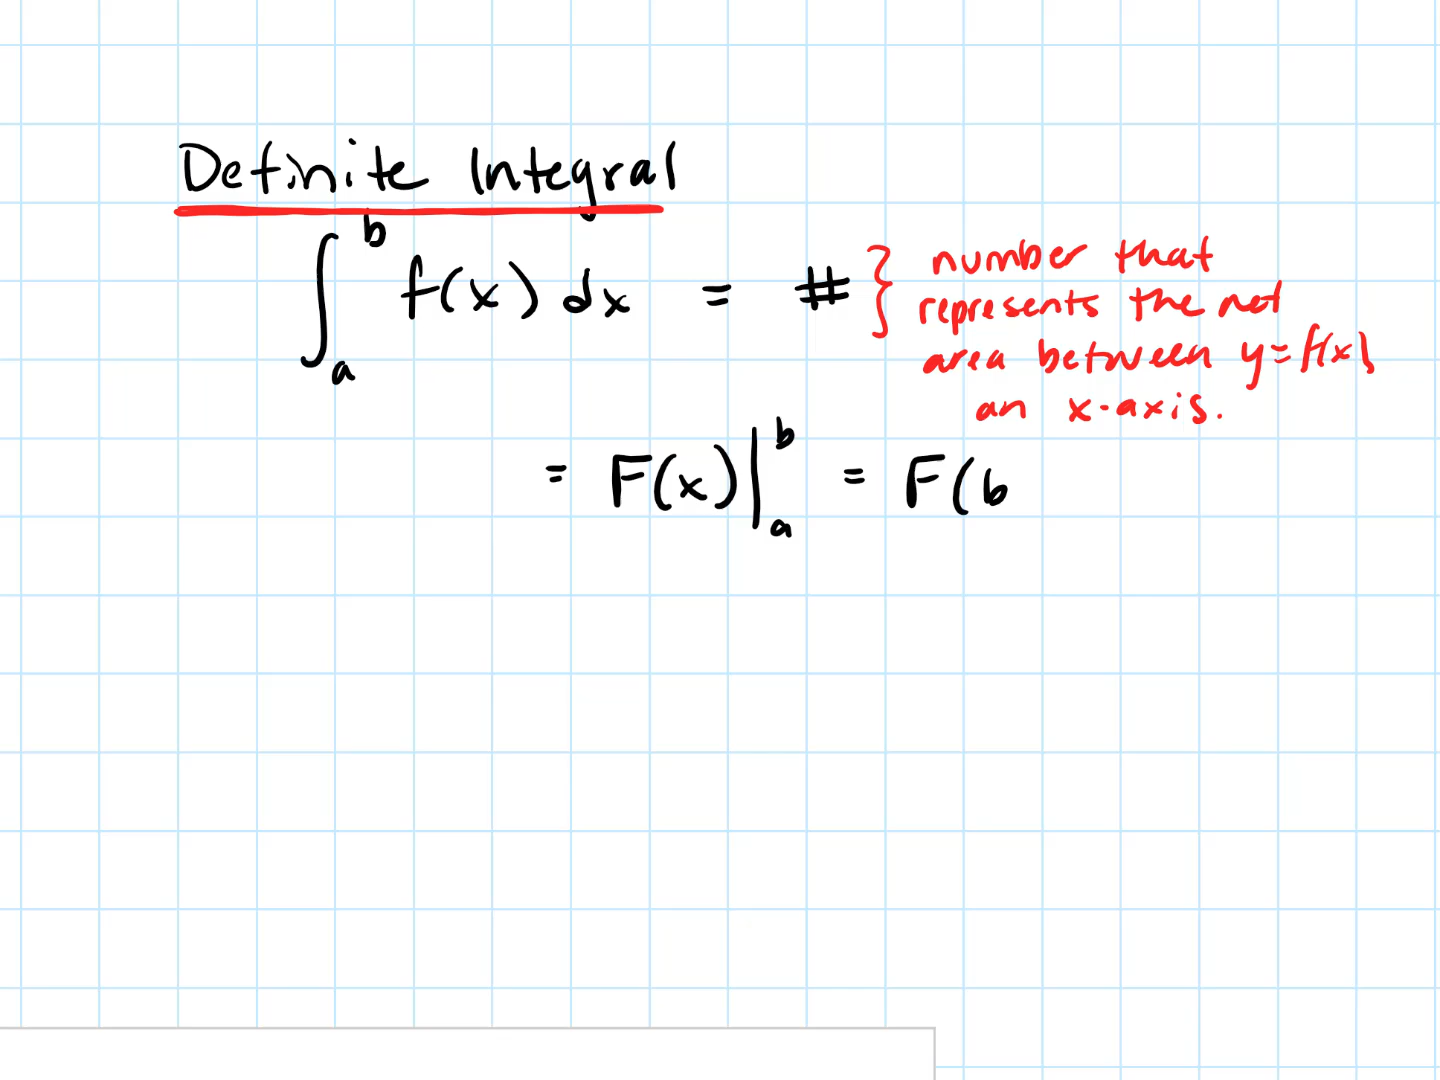 Definite Integral
∫_a^b f(x) dx = # } number that
represents the net
area between y=f(x)
an x-axis.
= F(x)|_a^b = F(b